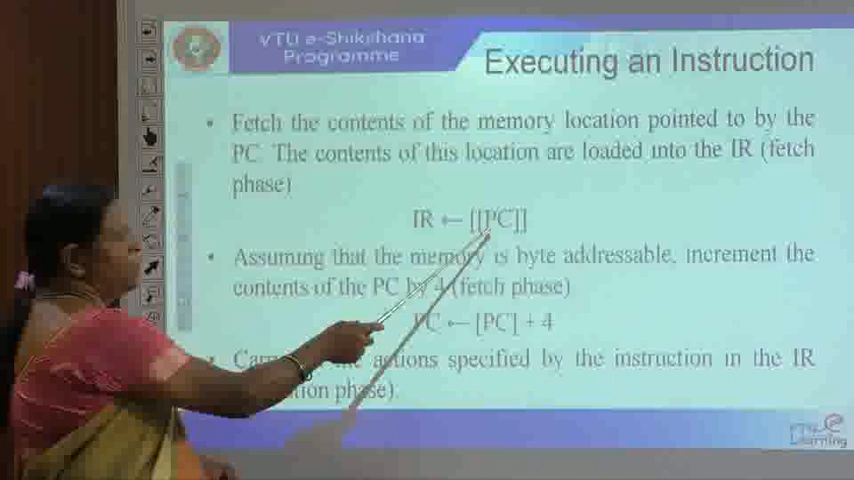 VTU e-Shikshana
Programme
Executing an Instruction
• Fetch the contents of the memory location pointed to by the
PC. The contents of this location are loaded into the IR (fetch
phase)
IR ← [[PC]]
• Assuming that the memory is byte addressable, increment the
contents of the PC by 4 (fetch phase)
PC ← [PC] + 4
• actions specified by the instruction in the IR
phase).
VTU e
Learning